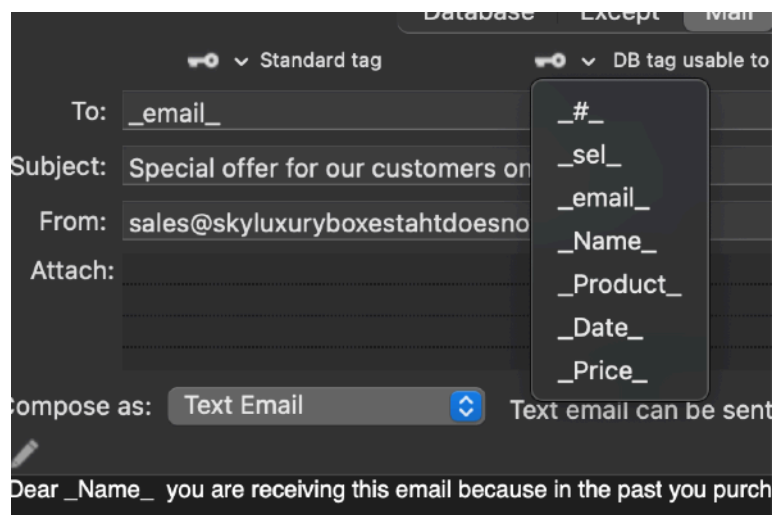 Database Except Mail
Standard tag DB tag usable to
To: _email_
_#_
Subject: Special offer for our customers on
_sel_
_email_
From: sales@skyluxuryboxestahtdoesno
_Name_
Attach:
_Product_
_Date_
_Price_
Compose as: Text Email Text email can be sent
Dear _Name_ you are receiving this email because in the past you purch